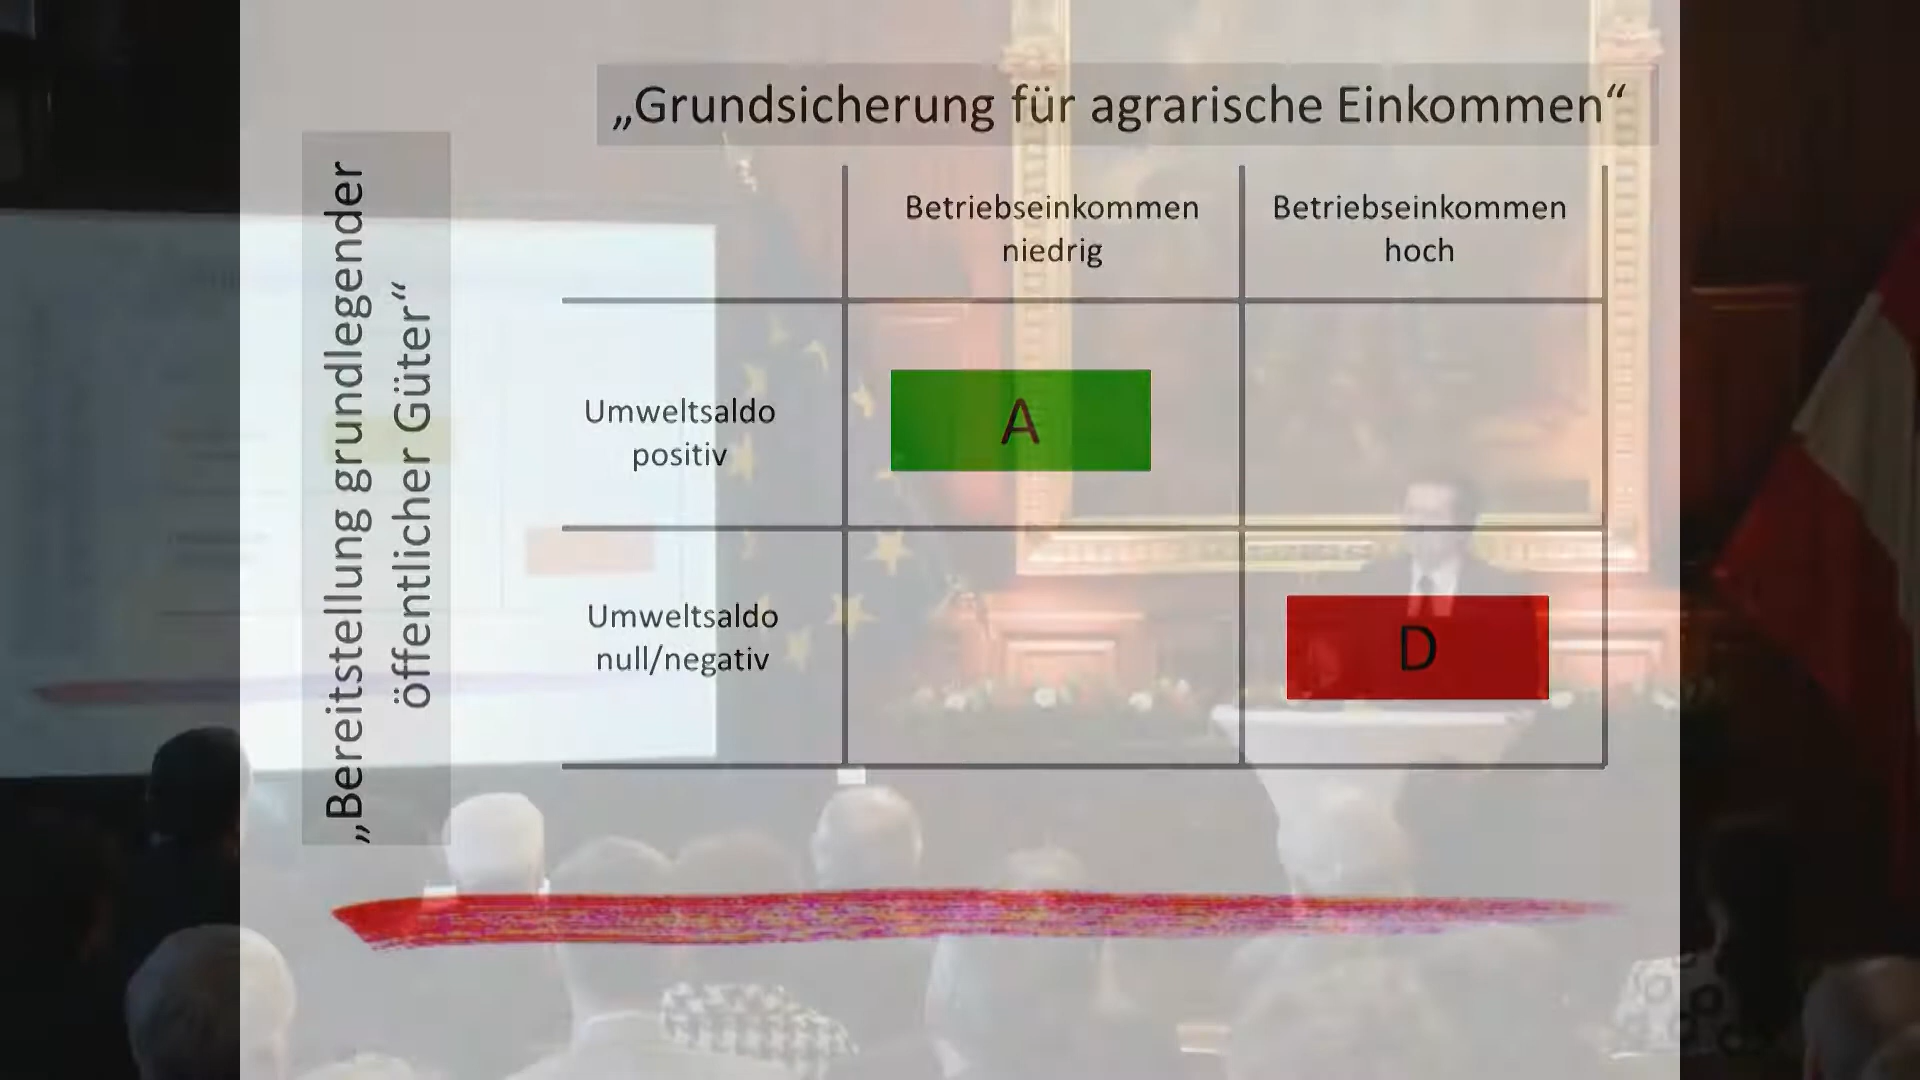 „Grundsicherung für agrarische Einkommen“
„Bereitstellung grundlegender
öffentlicher Güter“
Betriebseinkommen
niedrig
Betriebseinkommen
hoch
Umweltsaldo
positiv
A
Umweltsaldo
null/negativ
D